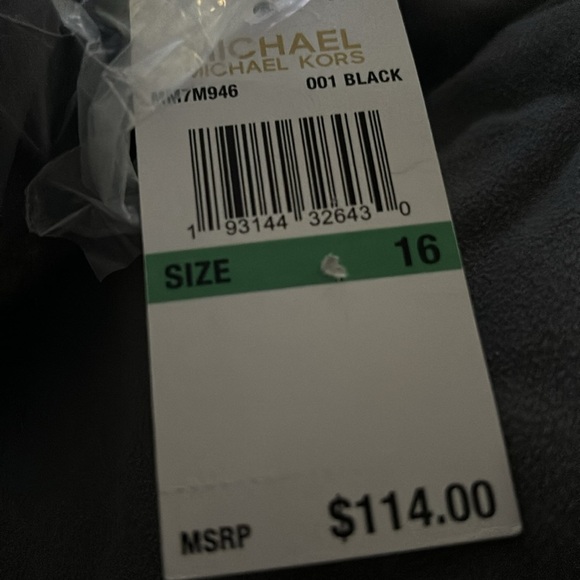 MICHAEL
MICHAEL KORS
MM7M946 001 BLACK
1 93144 32643 0
SIZE 16
MSRP $114.00